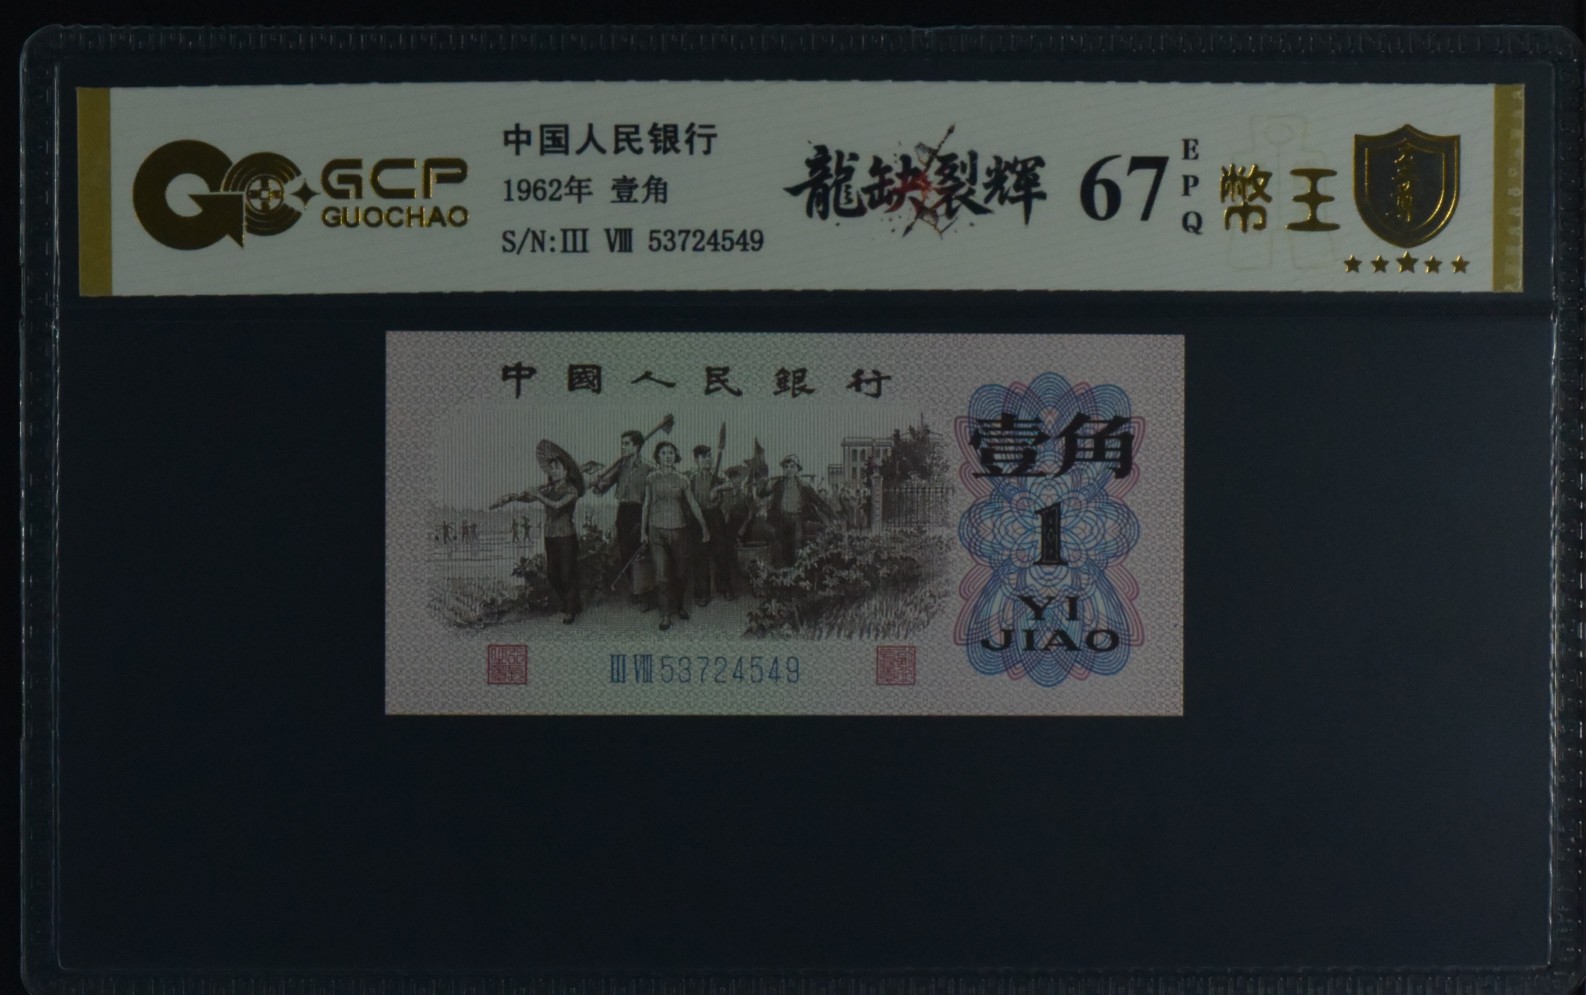 GCP
GUOCHAO
中国人民银行
1962年 壹角
S/N:III VIII 53724549
龍缺裂輝
67
EPQ
幣王
中國人民銀行
壹角
1
YI
JIAO
III VIII 53724549